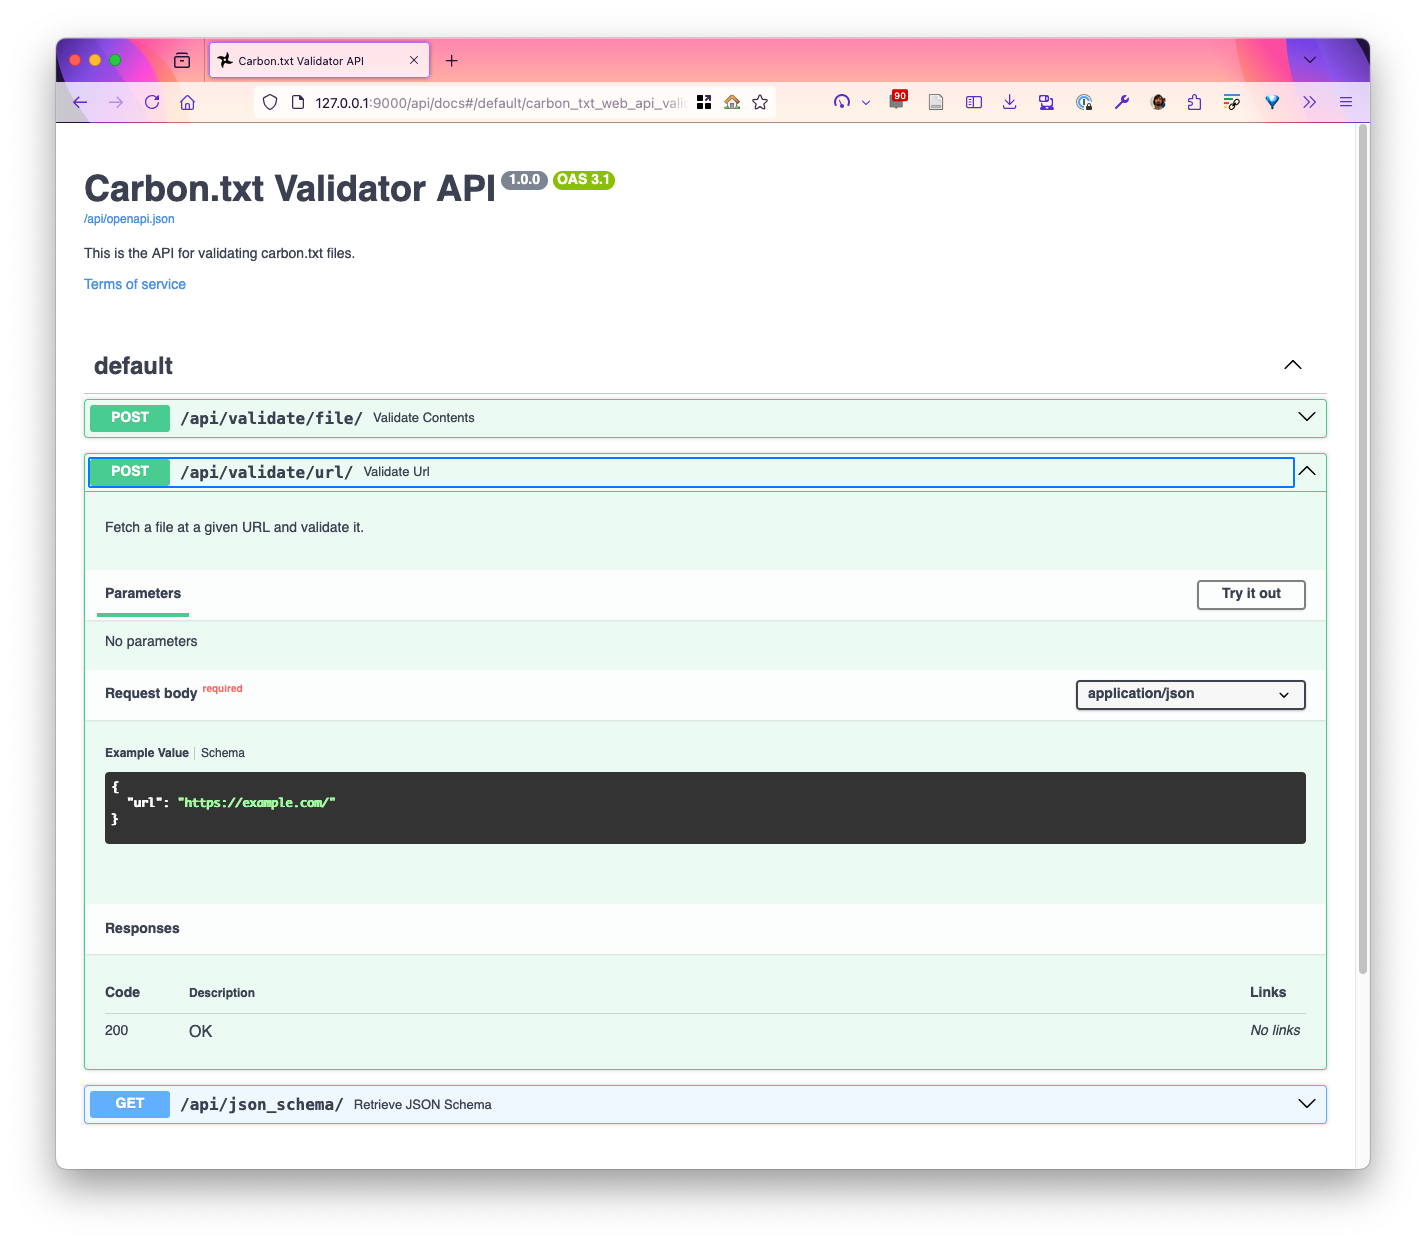 Carbon.txt Validator API
127.0.0.1:9000/api/docs#/default/carbon_txt_web_api_vali
90
Carbon.txt Validator API 1.0.0 OAS 3.1
/api/openapi.json
This is the API for validating carbon.txt files.
Terms of service
default
POST /api/validate/file/ Validate Contents
POST /api/validate/url/ Validate Url
Fetch a file at a given URL and validate it.
Parameters Try it out
No parameters
Request body required application/json
Example Value Schema
{
"url": "https://example.com/"
}
Responses
Code Description Links
200 OK No links
GET /api/json_schema/ Retrieve JSON Schema